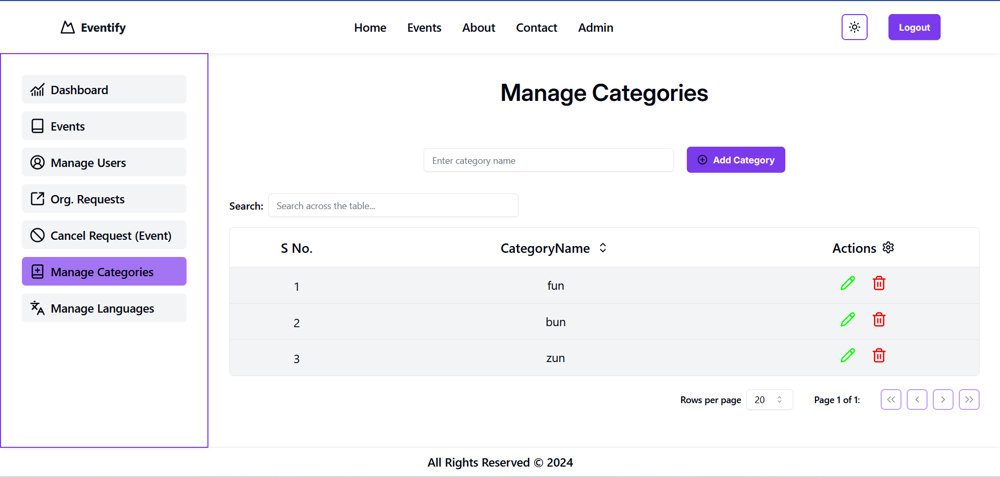 Eventify
Home Events About Contact Admin
Logout
Dashboard
Events
Manage Users
Org. Requests
Cancel Request (Event)
Manage Categories
Manage Languages
Manage Categories
Enter category name
Add Category
Search: Search across the table...
S No. CategoryName Actions
1 fun
2 bun
3 zun
Rows per page 20 Page 1 of 1:
All Rights Reserved © 2024